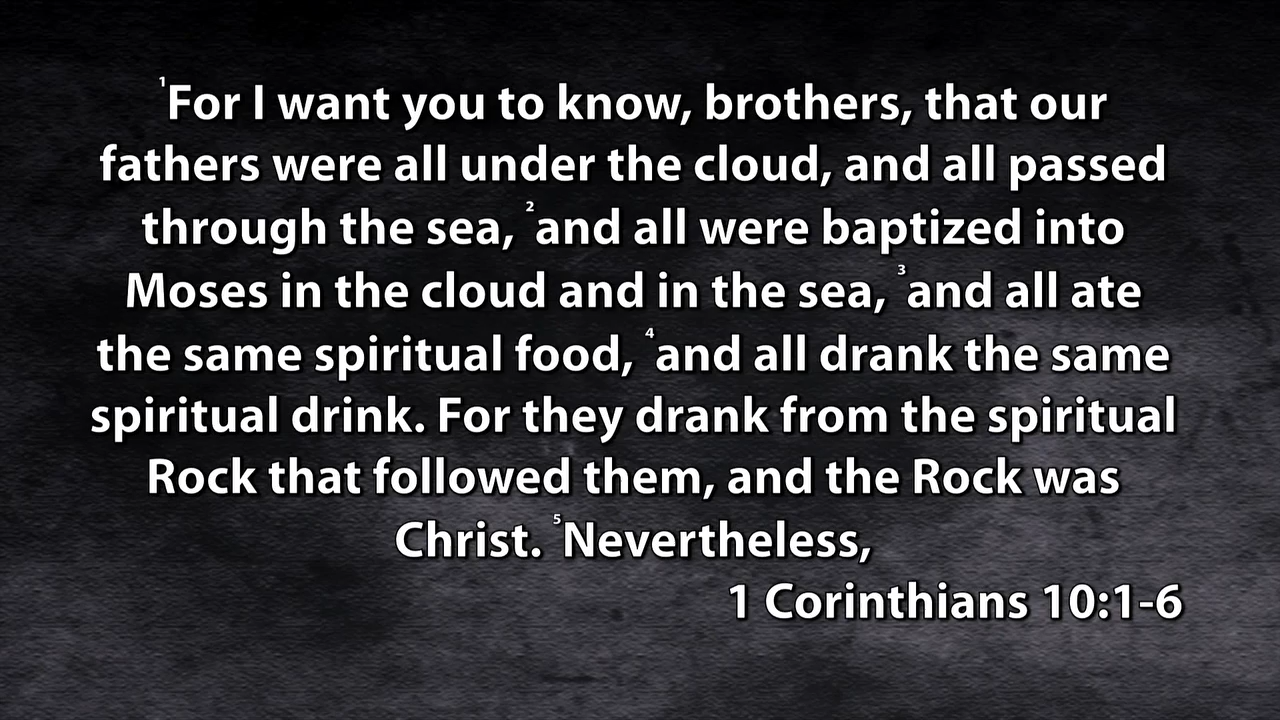 ¹For I want you to know, brothers, that our
fathers were all under the cloud, and all passed
through the sea, ²and all were baptized into
Moses in the cloud and in the sea, ³and all ate
the same spiritual food, ⁴and all drank the same
spiritual drink. For they drank from the spiritual
Rock that followed them, and the Rock was
Christ. ⁵Nevertheless,
1 Corinthians 10:1-6